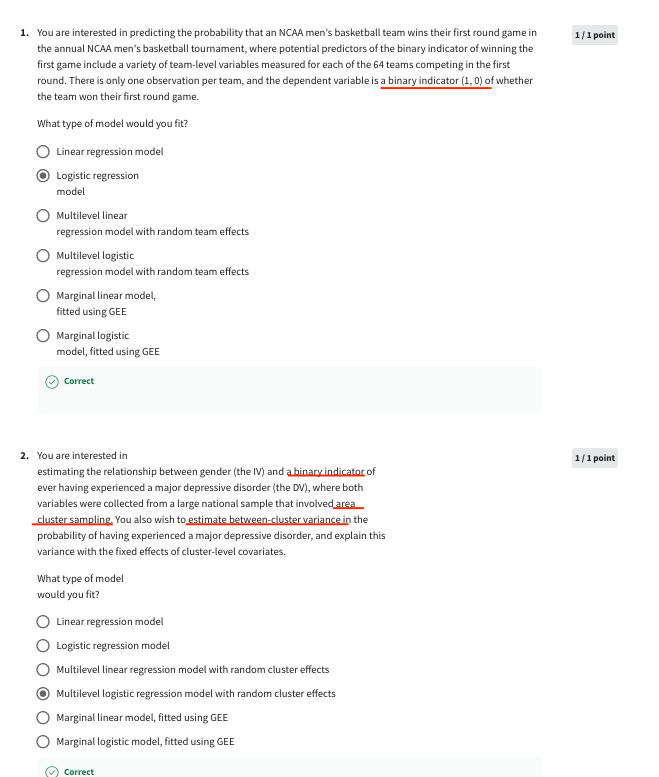 1. You are interested in predicting the probability that an NCAA men's basketball team wins their first round game in
1 / 1 point
the annual NCAA men's basketball tournament, where potential predictors of the binary indicator of winning the
first game include a variety of team-level variables measured for each of the 64 teams competing in the first
round. There is only one observation per team, and the dependent variable is a binary indicator (1, 0) of whether
the team won their first round game.
What type of model would you fit?
Linear regression model
Logistic regression
model
Multilevel linear
regression model with random team effects
Multilevel logistic
regression model with random team effects
Marginal linear model,
fitted using GEE
Marginal logistic
model, fitted using GEE
Correct
2. You are interested in
1 / 1 point
estimating the relationship between gender (the IV) and a binary indicator of
ever having experienced a major depressive disorder (the DV), where both
variables were collected from a large national sample that involved area
cluster sampling. You also wish to estimate between-cluster variance in the
probability of having experienced a major depressive disorder, and explain this
variance with the fixed effects of cluster-level covariates.
What type of model
would you fit?
Linear regression model
Logistic regression model
Multilevel linear regression model with random cluster effects
Multilevel logistic regression model with random cluster effects
Marginal linear model, fitted using GEE
Marginal logistic model, fitted using GEE
Correct